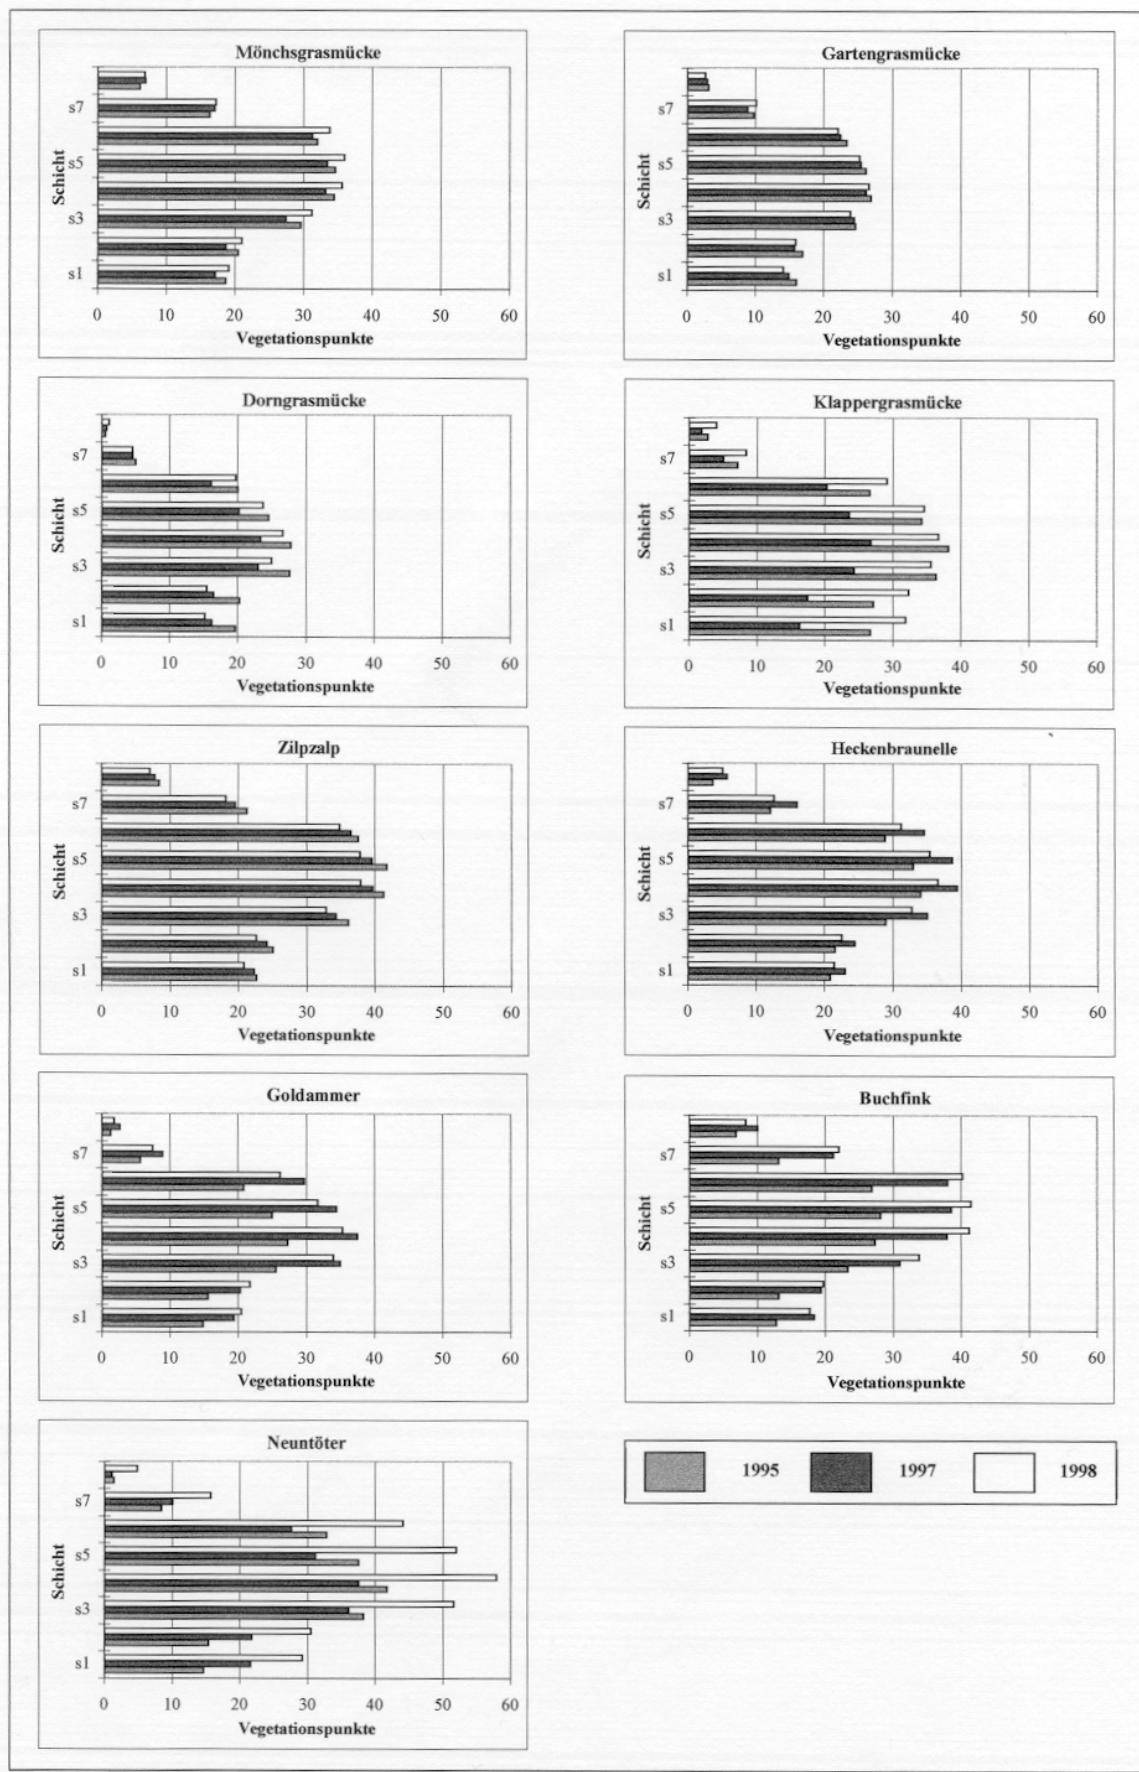 Mönchsgrasmücke
s7
s5
s3
s1
Schicht
0 10 20 30 40 50 60
Vegetationspunkte
Gartengrasmücke
s7
s5
s3
s1
Schicht
0 10 20 30 40 50 60
Vegetationspunkte
Dorngrasmücke
s7
s5
s3
s1
Schicht
0 10 20 30 40 50 60
Vegetationspunkte
Klappergrasmücke
s7
s5
s3
s1
Schicht
0 10 20 30 40 50 60
Vegetationspunkte
Zilpzalp
s7
s5
s3
s1
Schicht
0 10 20 30 40 50 60
Vegetationspunkte
Heckenbraunelle
s7
s5
s3
s1
Schicht
0 10 20 30 40 50 60
Vegetationspunkte
Goldammer
s7
s5
s3
s1
Schicht
0 10 20 30 40 50 60
Vegetationspunkte
Buchfink
s7
s5
s3
s1
Schicht
0 10 20 30 40 50 60
Vegetationspunkte
Neuntöter
s7
s5
s3
s1
Schicht
0 10 20 30 40 50 60
Vegetationspunkte
1995 1997 1998